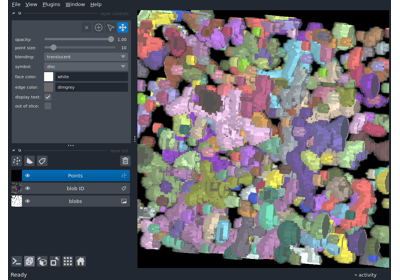 File View Plugins Window Help
opacity: 1.00
point size: 10
blending: translucent
symbol: disc
face color: white
edge color: dimgrey
display text:
out of slice:
Points
blob ID
blobs
Ready
activity